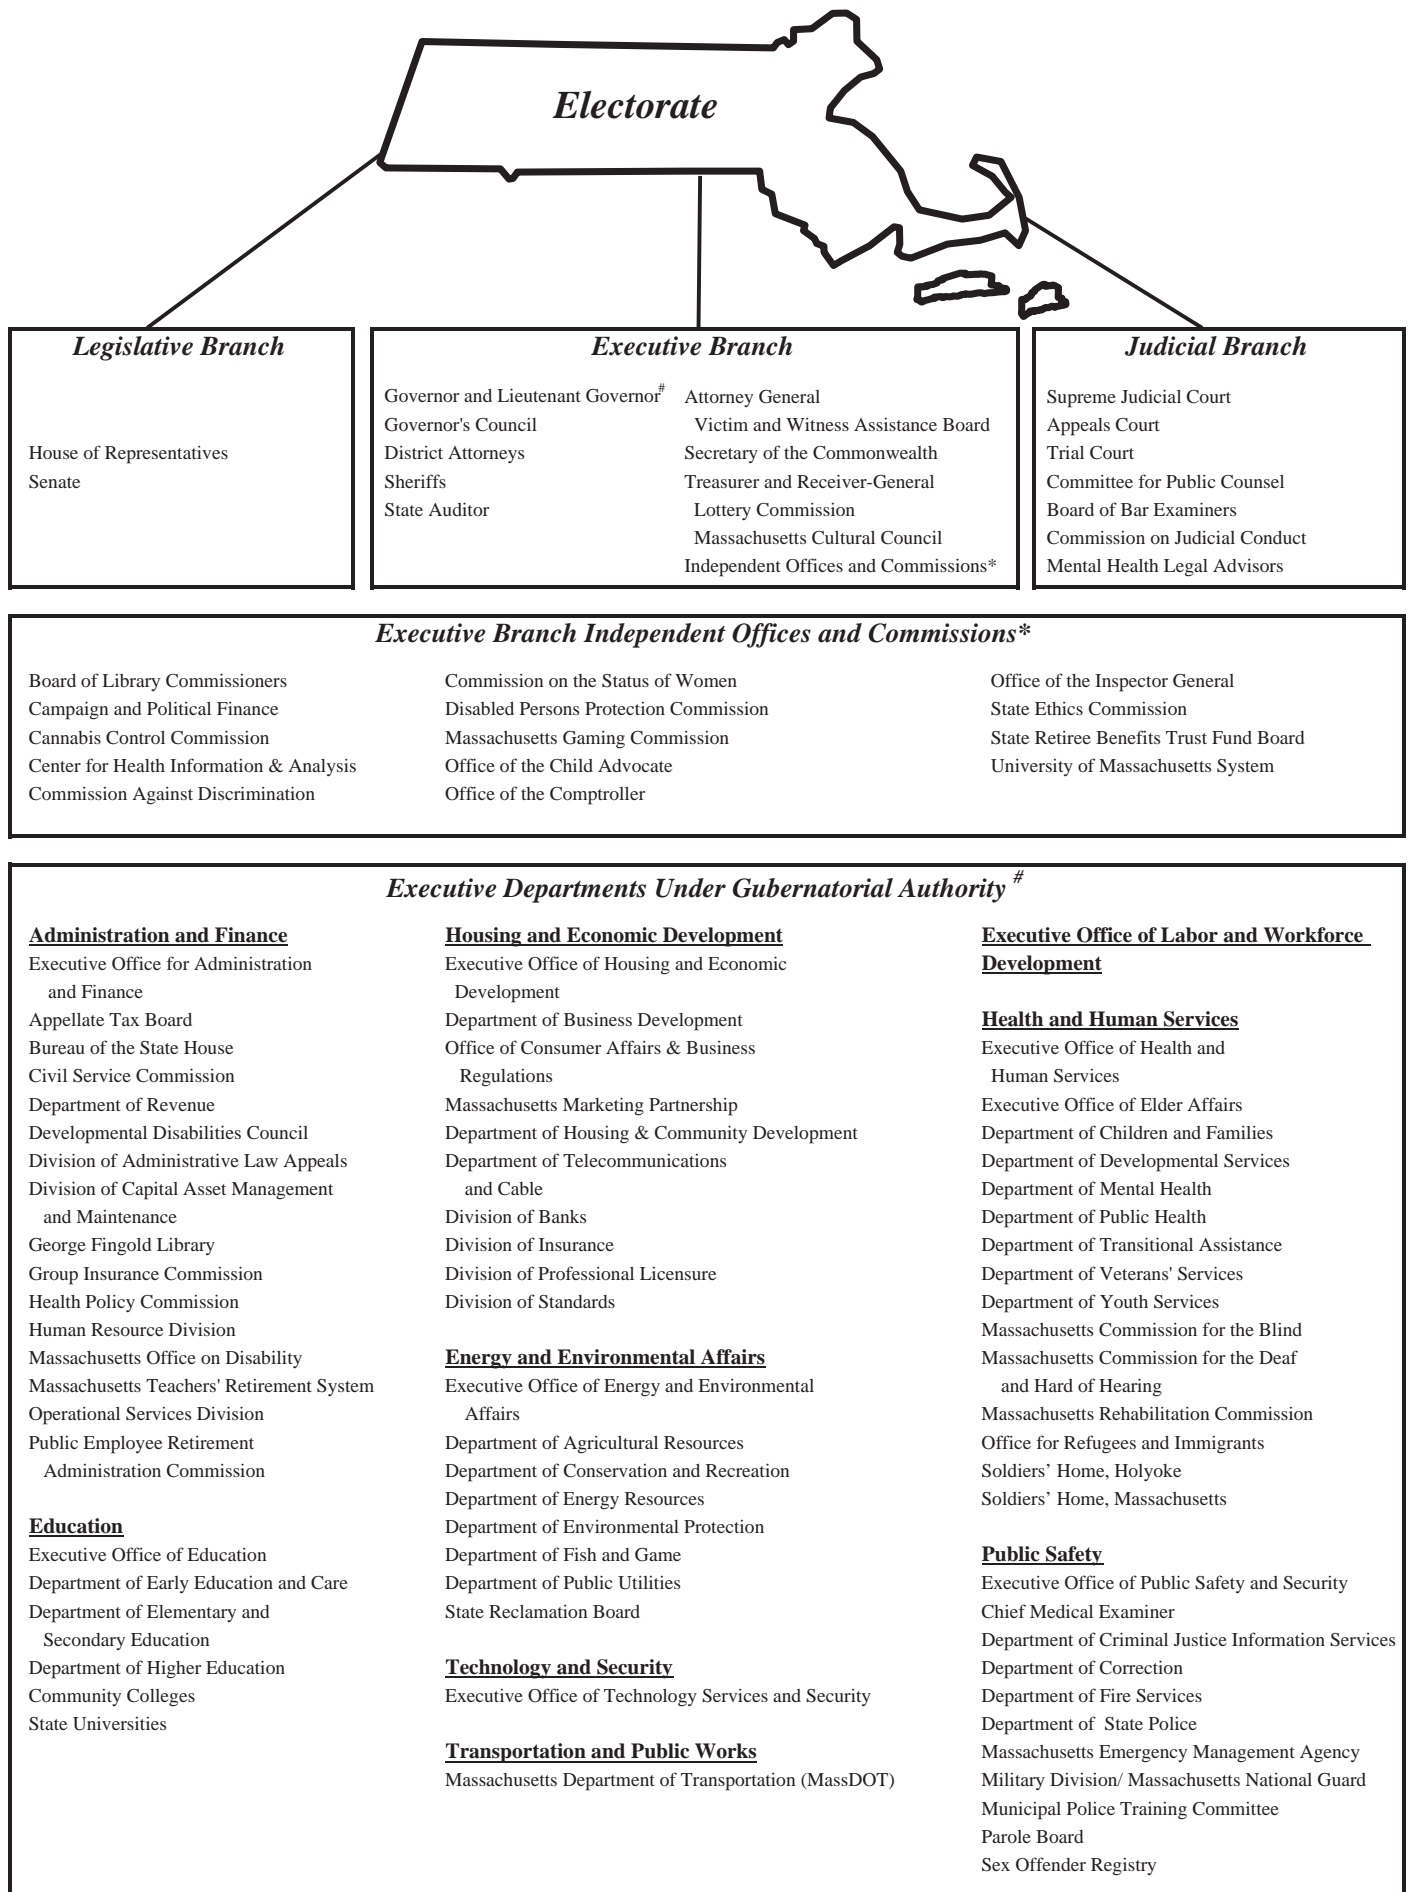 Electorate
Legislative Branch
House of Representatives
Senate
Executive Branch
Governor and Lieutenant Governor#
Governor's Council
District Attorneys
Sheriffs
State Auditor
Attorney General
Victim and Witness Assistance Board
Secretary of the Commonwealth
Treasurer and Receiver-General
Lottery Commission
Massachusetts Cultural Council
Independent Offices and Commissions*
Judicial Branch
Supreme Judicial Court
Appeals Court
Trial Court
Committee for Public Counsel
Board of Bar Examiners
Commission on Judicial Conduct
Mental Health Legal Advisors
Executive Branch Independent Offices and Commissions*
Board of Library Commissioners
Campaign and Political Finance
Cannabis Control Commission
Center for Health Information & Analysis
Commission Against Discrimination
Commission on the Status of Women
Disabled Persons Protection Commission
Massachusetts Gaming Commission
Office of the Child Advocate
Office of the Comptroller
Office of the Inspector General
State Ethics Commission
State Retiree Benefits Trust Fund Board
University of Massachusetts System
Executive Departments Under Gubernatorial Authority #
Administration and Finance
Executive Office for Administration
and Finance
Appellate Tax Board
Bureau of the State House
Civil Service Commission
Department of Revenue
Developmental Disabilities Council
Division of Administrative Law Appeals
Division of Capital Asset Management
and Maintenance
George Fingold Library
Group Insurance Commission
Health Policy Commission
Human Resource Division
Massachusetts Office on Disability
Massachusetts Teachers' Retirement System
Operational Services Division
Public Employee Retirement
Administration Commission
Education
Executive Office of Education
Department of Early Education and Care
Department of Elementary and
Secondary Education
Department of Higher Education
Community Colleges
State Universities
Housing and Economic Development
Executive Office of Housing and Economic
Development
Department of Business Development
Office of Consumer Affairs & Business
Regulations
Massachusetts Marketing Partnership
Department of Housing & Community Development
Department of Telecommunications
and Cable
Division of Banks
Division of Insurance
Division of Professional Licensure
Division of Standards
Energy and Environmental Affairs
Executive Office of Energy and Environmental
Affairs
Department of Agricultural Resources
Department of Conservation and Recreation
Department of Energy Resources
Department of Environmental Protection
Department of Fish and Game
Department of Public Utilities
State Reclamation Board
Technology and Security
Executive Office of Technology Services and Security
Transportation and Public Works
Massachusetts Department of Transportation (MassDOT)
Executive Office of Labor and Workforce
Development
Health and Human Services
Executive Office of Health and
Human Services
Executive Office of Elder Affairs
Department of Children and Families
Department of Developmental Services
Department of Mental Health
Department of Public Health
Department of Transitional Assistance
Department of Veterans' Services
Department of Youth Services
Massachusetts Commission for the Blind
Massachusetts Commission for the Deaf
and Hard of Hearing
Massachusetts Rehabilitation Commission
Office for Refugees and Immigrants
Soldiers’ Home, Holyoke
Soldiers’ Home, Massachusetts
Public Safety
Executive Office of Public Safety and Security
Chief Medical Examiner
Department of Criminal Justice Information Services
Department of Correction
Department of Fire Services
Department of State Police
Massachusetts Emergency Management Agency
Military Division/ Massachusetts National Guard
Municipal Police Training Committee
Parole Board
Sex Offender Registry